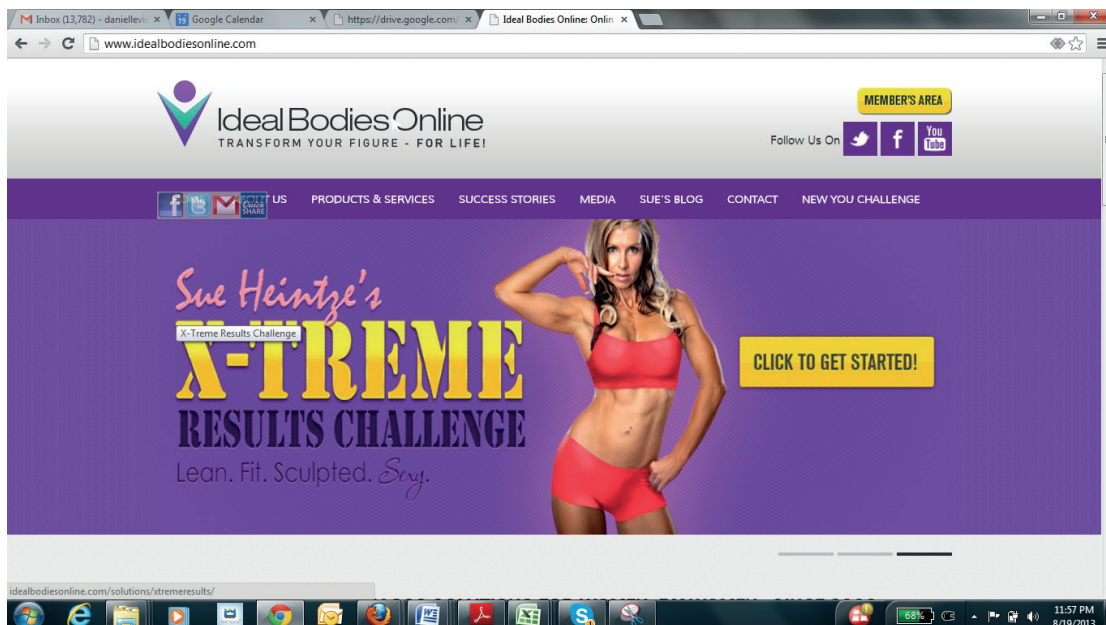 Inbox (13,782) - daniellevi
Google Calendar
https://drive.google.com/
Ideal Bodies Online: Onlin
www.idealbodiesonline.com
Ideal Bodies Online
TRANSFORM YOUR FIGURE - FOR LIFE!
MEMBER'S AREA
Follow Us On
You
Tube
Quick
SHARE
US
PRODUCTS & SERVICES
SUCCESS STORIES
MEDIA
SUE'S BLOG
CONTACT
NEW YOU CHALLENGE
Sue Heintze's
X-TREME
X-Treme Results Challenge
RESULTS CHALLENGE
Lean. Fit. Sculpted. Sexy.
CLICK TO GET STARTED!
idealbodiesonline.com/solutions/xtremeresults/
68%
11:57 PM
8/19/2013